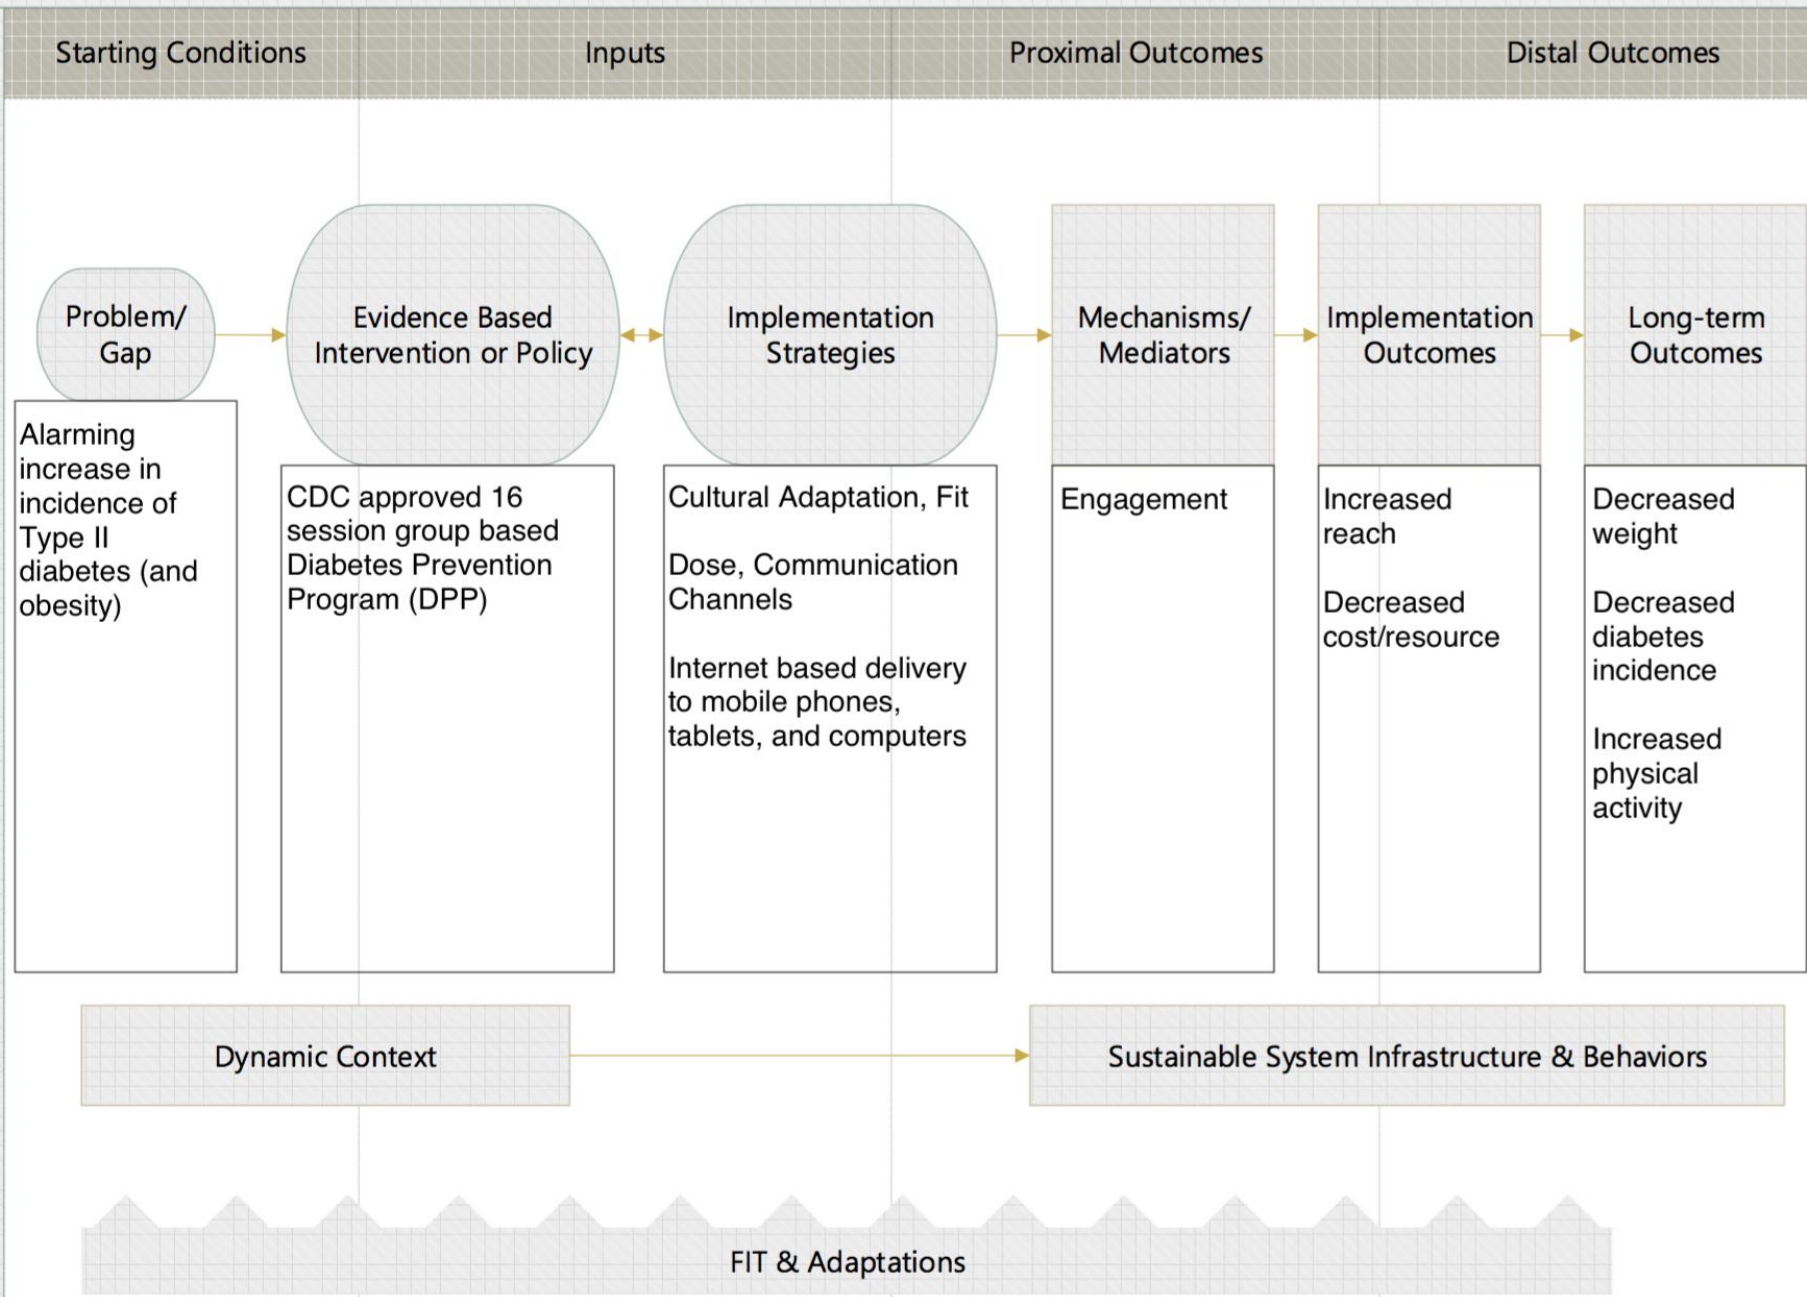 Starting Conditions
Inputs
Proximal Outcomes
Distal Outcomes
Problem/
Gap
Evidence Based
Intervention or Policy
Implementation
Strategies
Mechanisms/
Mediators
Implementation
Outcomes
Long-term
Outcomes
Alarming
increase in
incidence of
Type II
diabetes (and
obesity)
CDC approved 16
session group based
Diabetes Prevention
Program (DPP)
Cultural Adaptation, Fit
Dose, Communication
Channels
Internet based delivery
to mobile phones,
tablets, and computers
Engagement
Increased
reach
Decreased
cost/resource
Decreased
weight
Decreased
diabetes
incidence
Increased
physical
activity
Dynamic Context
Sustainable System Infrastructure & Behaviors
FIT & Adaptations